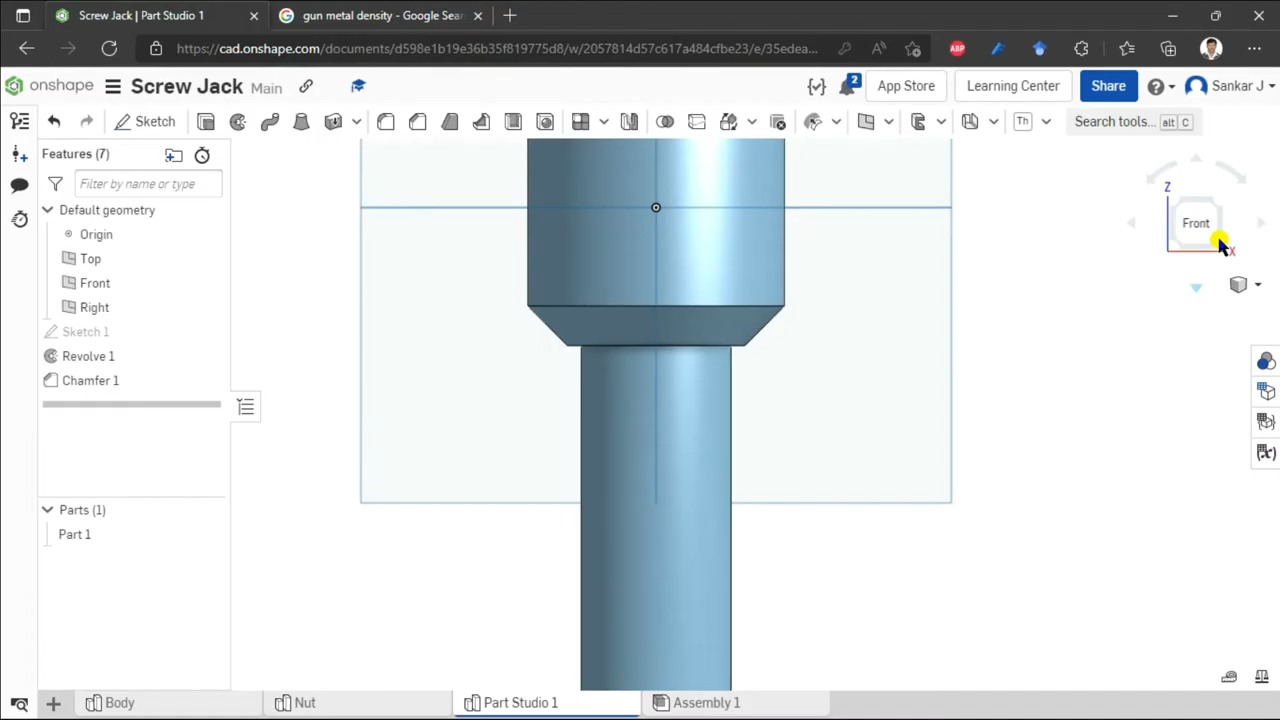 Screw Jack | Part Studio 1
gun metal density - Google Sear
https://cad.onshape.com/documents/d598e1b19e36b35f819775d8/w/2057814d57c617a484cfbe23/e/35edea...
ABP
onshape
Screw Jack Main
2
App Store
Learning Center
Share
Sankar J
Sketch
Th
Search tools... alt C
Features (7)
Filter by name or type
Default geometry
Origin
Top
Front
Right
Sketch 1
Revolve 1
Chamfer 1
Parts (1)
Part 1
Z
Front
X
Body
Nut
Part Studio 1
Assembly 1